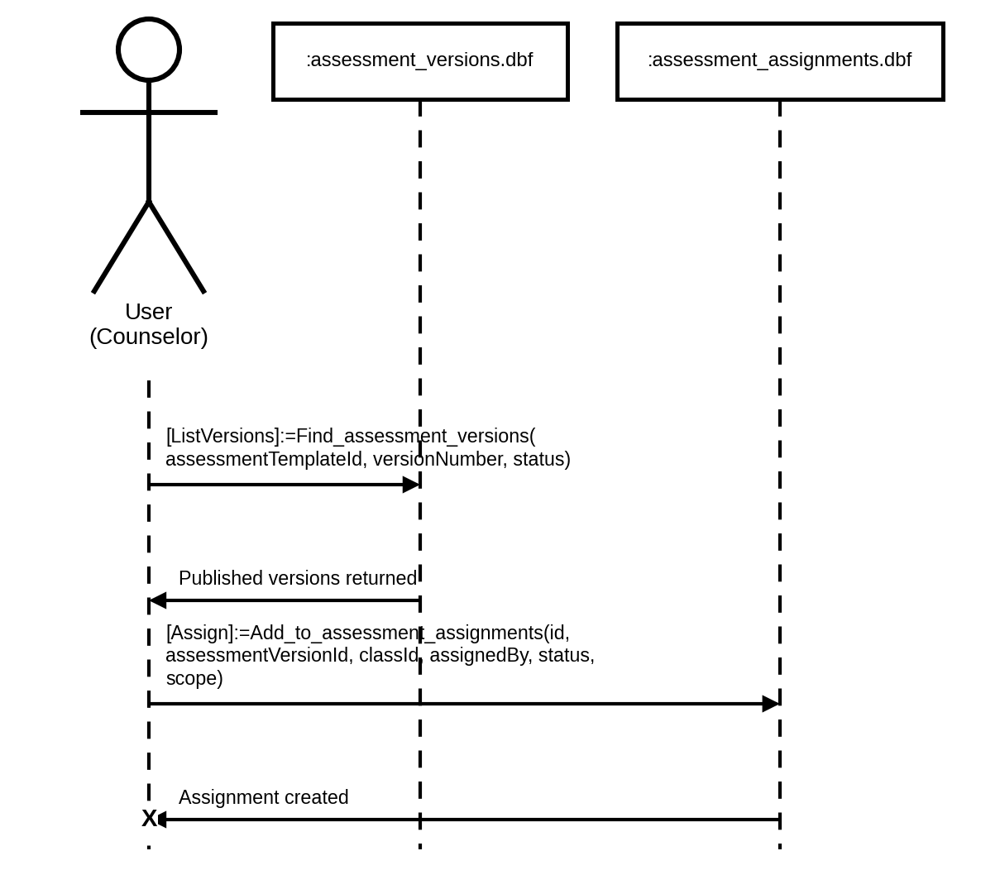 :assessment_versions.dbf
:assessment_assignments.dbf
User
(Counselor)
[ListVersions]:=Find_assessment_versions(
assessmentTemplateId, versionNumber, status)
Published versions returned
[Assign]:=Add_to_assessment_assignments(id,
assessmentVersionId, classId, assignedBy, status,
scope)
Assignment created
X